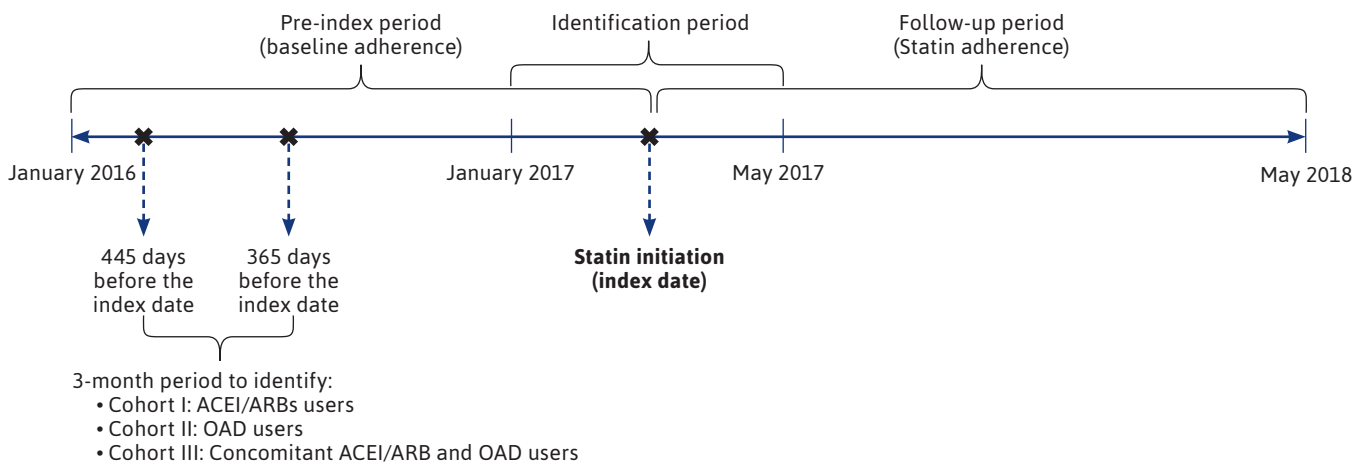 Pre-index period
(baseline adherence)
Identification period
Follow-up period
(Statin adherence)
January 2016
January 2017
May 2017
May 2018
445 days
before the
index date
365 days
before the
index date
Statin initiation
(index date)
3-month period to identify:
• Cohort I: ACEI/ARBs users
• Cohort II: OAD users
• Cohort III: Concomitant ACEI/ARB and OAD users